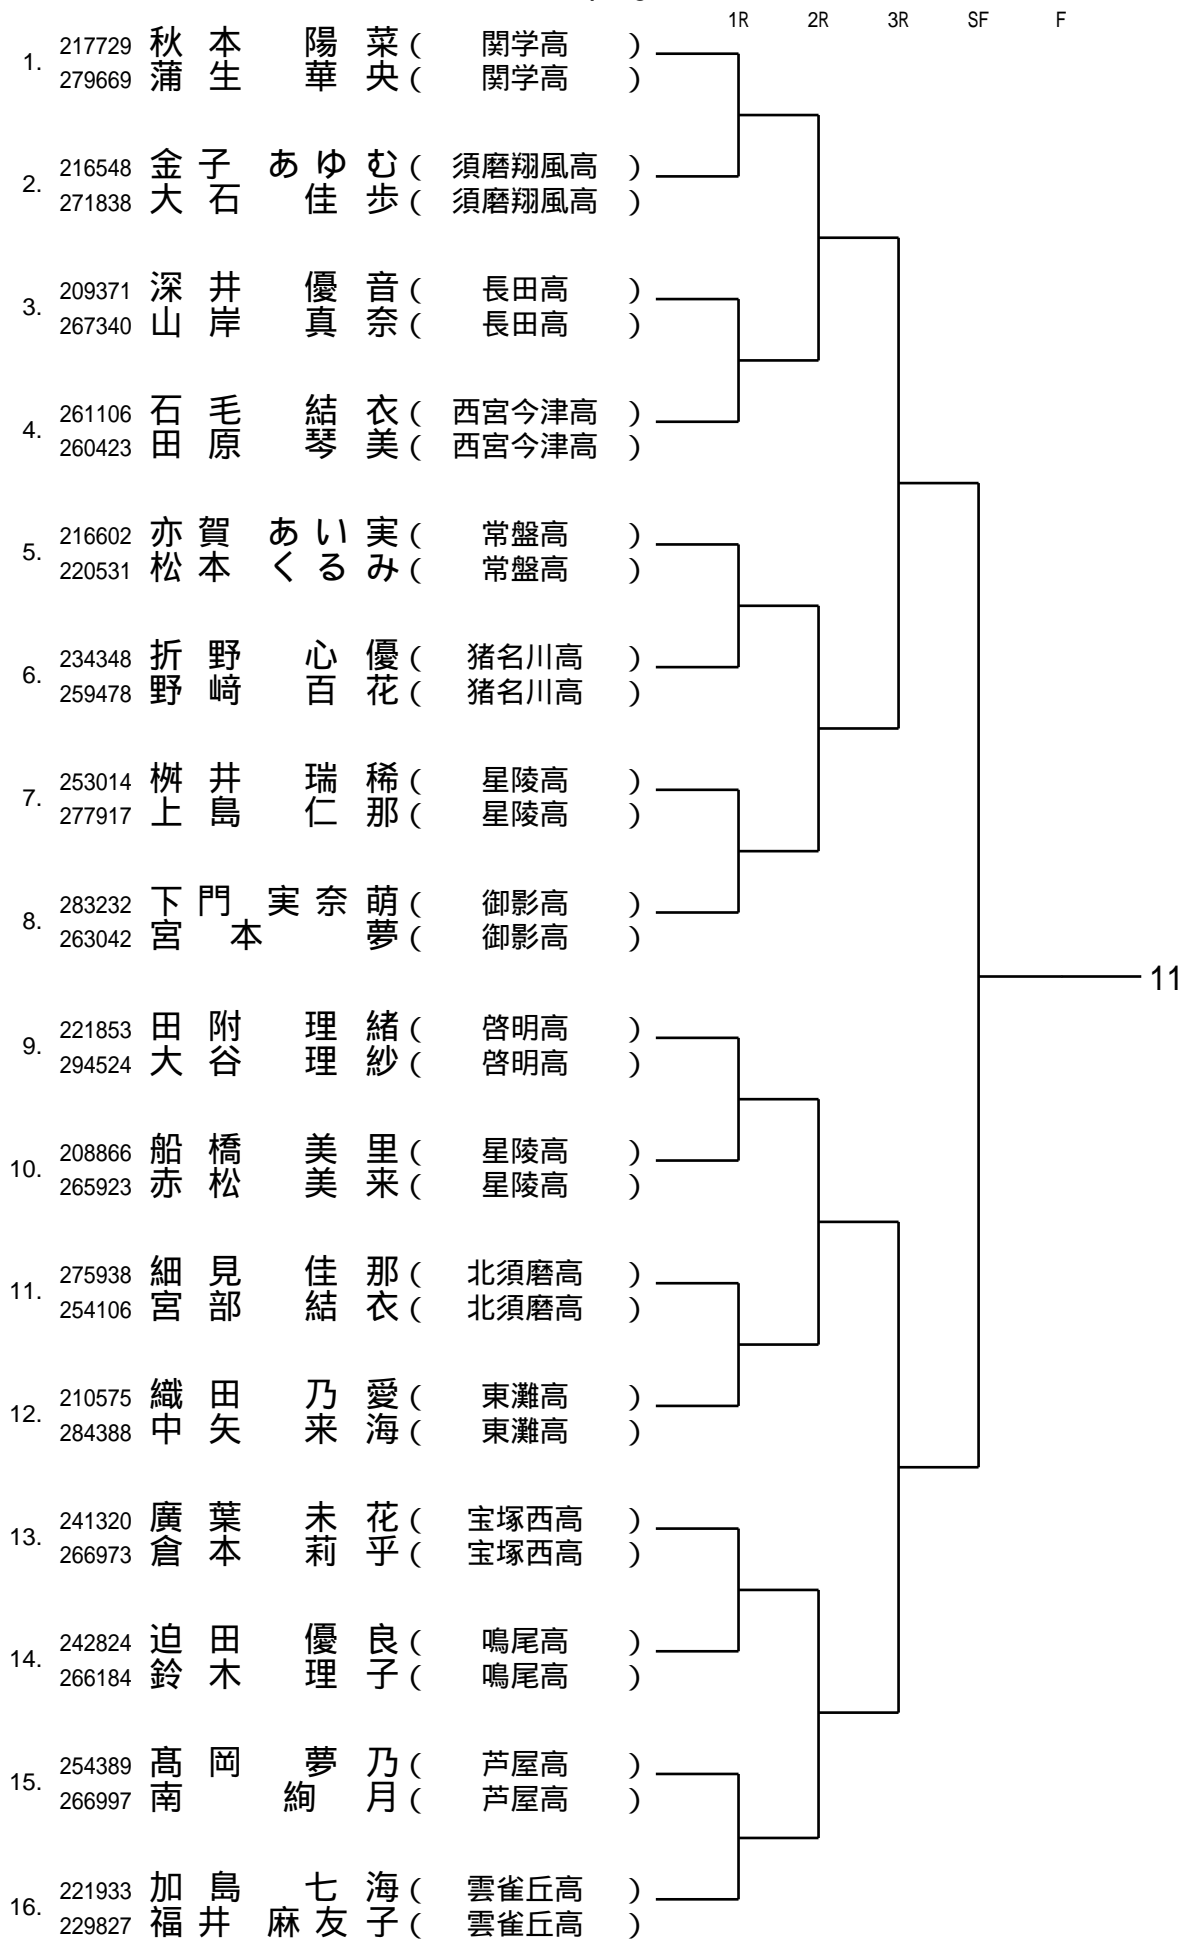 1R 2R 3R SF F
1. 217729 秋本 陽菜 ( 関学高 )
279669 蒲生 華央 ( 関学高 )
2. 216548 金子 あゆむ ( 須磨翔風高 )
271838 大石 佳歩 ( 須磨翔風高 )
3. 209371 深井 優音 ( 長田高 )
267340 山岸 真奈 ( 長田高 )
4. 261106 石毛 結衣 ( 西宮今津高 )
260423 田原 琴美 ( 西宮今津高 )
5. 216602 亦賀 あい実 ( 常盤高 )
220531 松本 くるみ ( 常盤高 )
6. 234348 折野 心優 ( 猪名川高 )
259478 野﨑 百花 ( 猪名川高 )
7. 253014 桝井 瑞稀 ( 星陵高 )
277917 上島 仁那 ( 星陵高 )
8. 283232 下門 実奈萌 ( 御影高 )
263042 宮本 夢 ( 御影高 )
11
9. 221853 田附 理緒 ( 啓明高 )
294524 大谷 理紗 ( 啓明高 )
10. 208866 船橋 美里 ( 星陵高 )
265923 赤松 美来 ( 星陵高 )
11. 275938 細見 佳那 ( 北須磨高 )
254106 宮部 結衣 ( 北須磨高 )
12. 210575 織田 乃愛 ( 東灘高 )
284388 中矢 来海 ( 東灘高 )
13. 241320 廣葉 未花 ( 宝塚西高 )
266973 倉本 莉乎 ( 宝塚西高 )
14. 242824 迫田 優良 ( 鳴尾高 )
266184 鈴木 理子 ( 鳴尾高 )
15. 254389 髙岡 夢乃 ( 芦屋高 )
266997 南 絢月 ( 芦屋高 )
16. 221933 加島 七海 ( 雲雀丘高 )
229827 福井 麻友子 ( 雲雀丘高 )